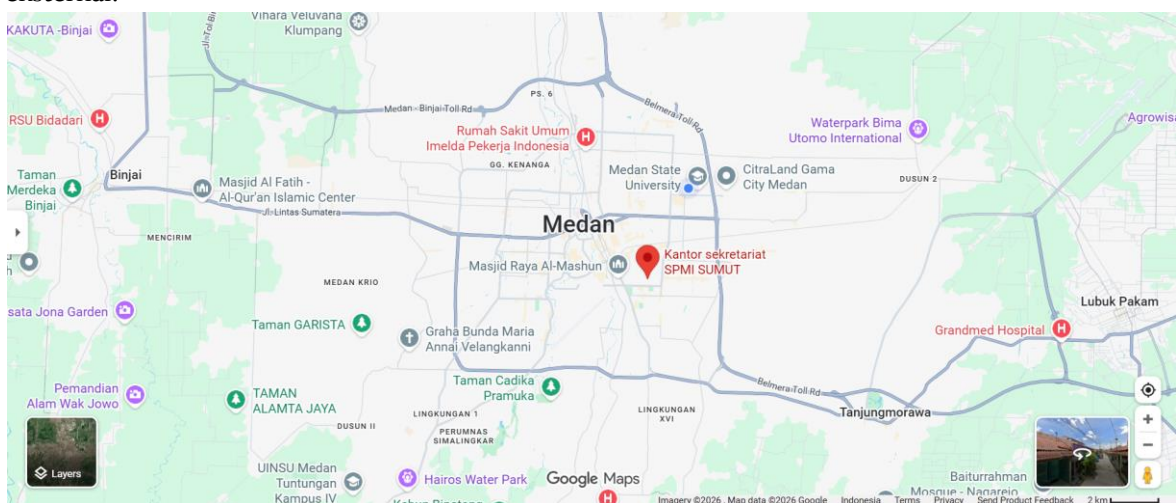 Vihara Veluvana
Klumpang
KAKUTA -Binjai
PS. 6
Medan - Binjai Toll Rd
Belmera Toll Rd
RSU Bidadari
Rumah Sakit Umum
Imelda Pekerja Indonesia
Waterpark Bima
Utomo International
Agrowisa
GG. KENANGA
Medan State
University
CitraLand Gama
City Medan
DUSUN 2
Taman
Merdeka
Binjai
Binjai
Masjid Al Fatih -
Al-Qur'an Islamic Center
Jl. Lintas Sumatera
Medan
MENCIRIM
Masjid Raya Al-Mashun
Kantor sekretariat
SPMI SUMUT
MEDAN KRIO
Lubuk Pakam
sata Jona Garden
Taman GARISTA
Graha Bunda Maria
Annai Velangkanni
Grandmed Hospital
Pemandian
Alam Wak Jowo
TAMAN
ALAMTA JAYA
Taman Cadika
Pramuka
Belmera Toll Rd
LINGKUNGAN 1
LINGKUNGAN
XVI
Tanjungmorawa
DUSUN II
PERUMNAS
SIMALINGKAR
Layers
UINSU Medan
Tuntungan
Kampus IV
Hairos Water Park
Google Maps
Baiturrahman
Imagery ©2026 , Map data ©2026 Google Indonesia Terms Privacy Send Product Feedback 2 km